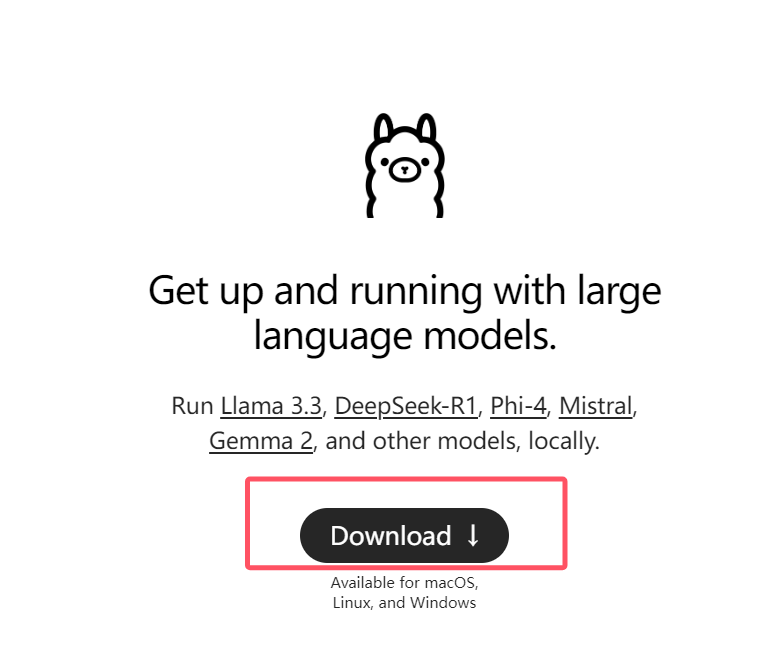 Get up and running with large
language models.
Run Llama 3.3, DeepSeek-R1, Phi-4, Mistral,
Gemma 2, and other models, locally.
Download ↓
Available for macOS,
Linux, and Windows